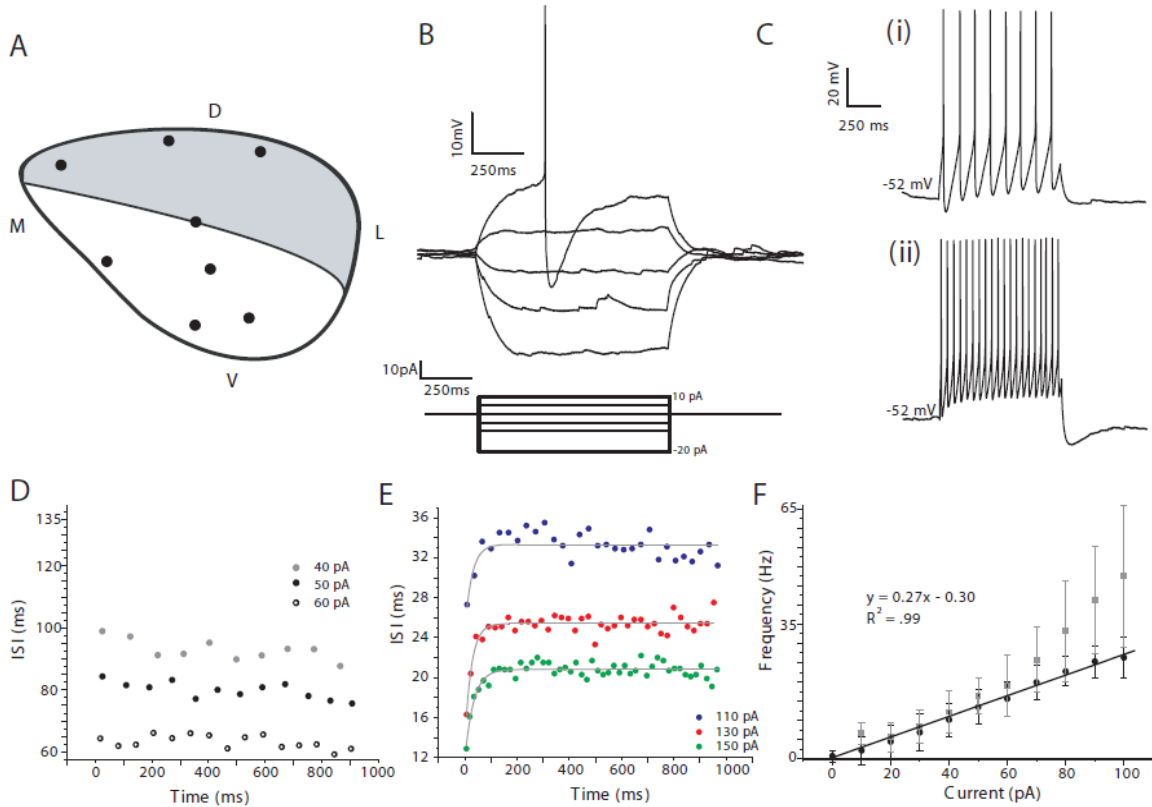 A
D
M
L
V
B
10mV
250ms
10pA
250ms
10 pA
-20 pA
C
(i)
20 mV
250 ms
-52 mV
(ii)
-52 mV
D
135
120
100
80
60
ISI (ms)
40 pA
50 pA
60 pA
0 200 400 600 800 1000
Time (ms)
E
36
32
28
24
20
16
12
ISI (ms)
110 pA
130 pA
150 pA
0 200 400 600 800 1000
Time (ms)
F
65
35
0
Frequency (Hz)
y = 0.27x - 0.30
R² = .99
0 20 40 60 80 100
Current (pA)